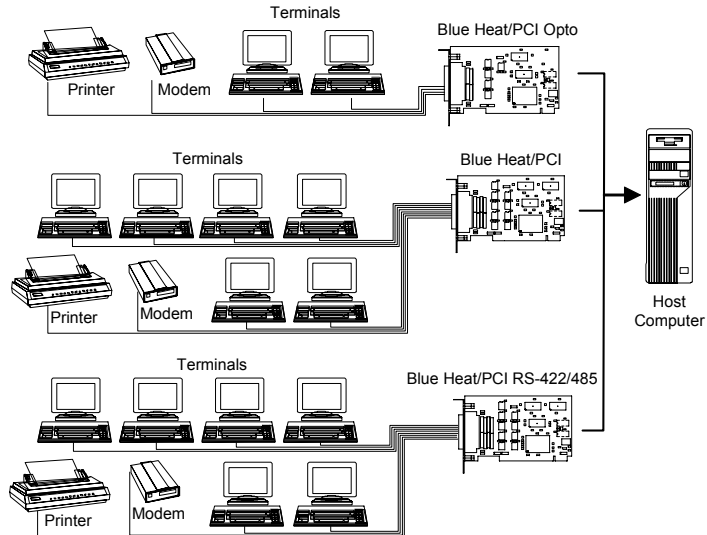 Terminals
Blue Heat/PCI Opto
Printer
Modem
Terminals
Blue Heat/PCI
Printer
Modem
Host
Computer
Terminals
Blue Heat/PCI RS-422/485
Printer
Modem